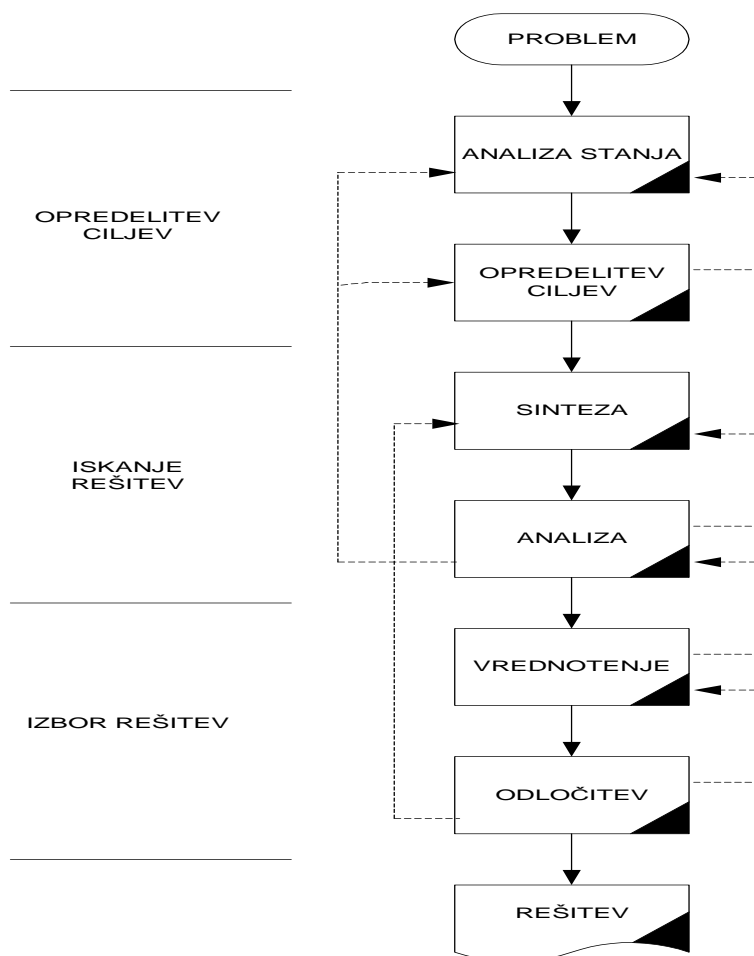 PROBLEM
ANALIZA STANJA
OPREDELITEV
CILJEV
OPREDELITEV
CILJEV
SINTEZA
ISKANJE
REŠITEV
ANALIZA
VREDNOTENJE
IZBOR REŠITEV
ODLOČITEV
REŠITEV